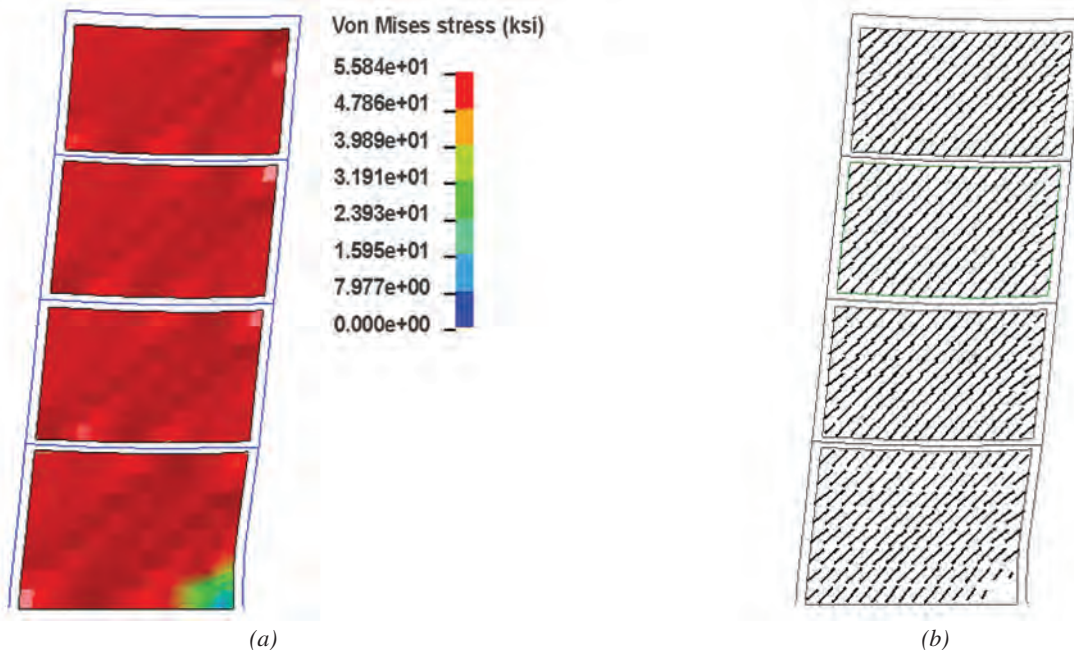 Von Mises stress (ksi)
5.584e+01
4.786e+01
3.989e+01
3.191e+01
2.393e+01
1.595e+01
7.977e+00
0.000e+00
(a)
(b)